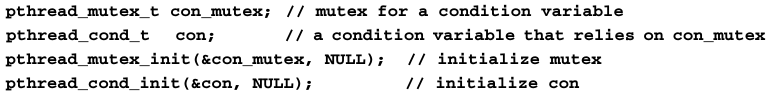 pthread_mutex_t con_mutex; // mutex for a condition variable
pthread_cond_t con; // a condition variable that relies on con_mutex
pthread_mutex_init(&con_mutex, NULL); // initialize mutex
pthread_cond_init(&con, NULL); // initialize con